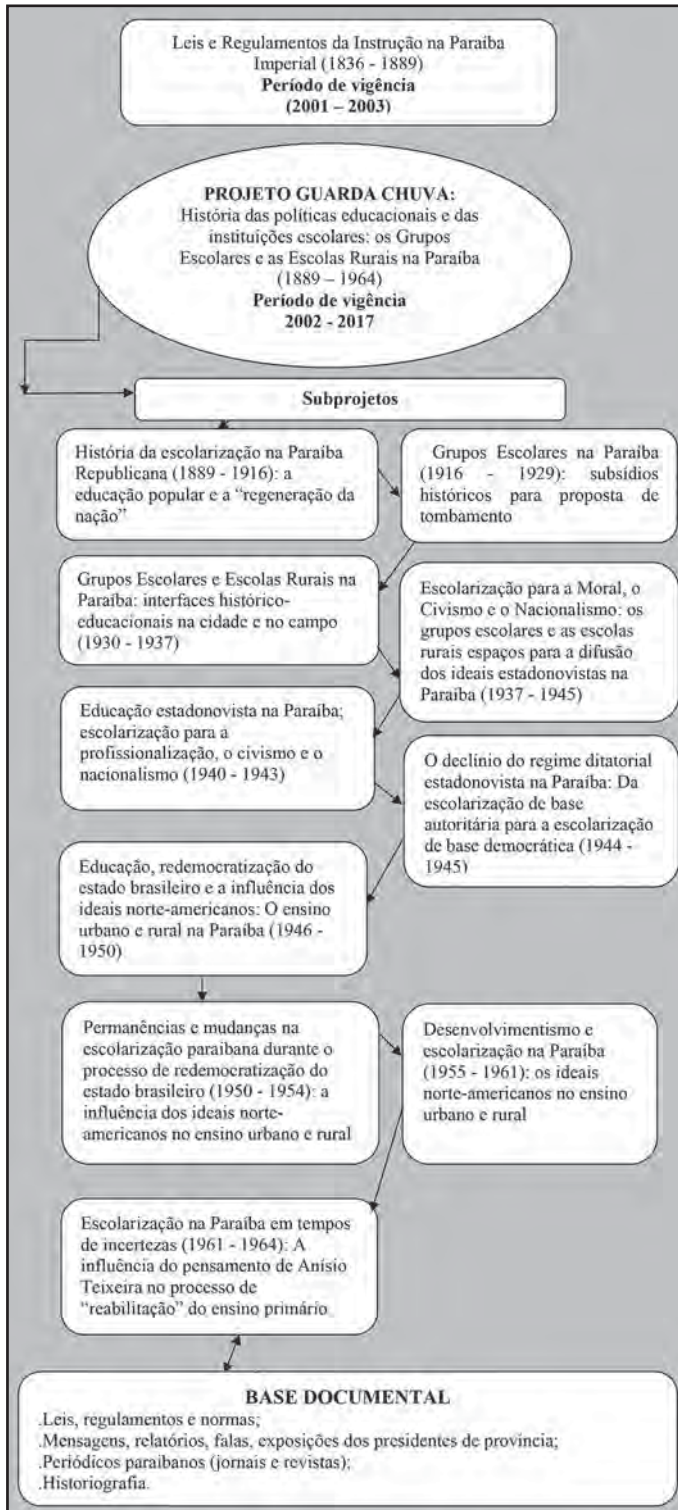 Leis e Regulamentos da Instrução na Paraíba
Imperial (1836 - 1889)
Período de vigência
(2001 – 2003)
PROJETO GUARDA CHUVA:
História das políticas educacionais e das
instituições escolares: os Grupos
Escolares e as Escolas Rurais na Paraíba
(1889 – 1964)
Período de vigência
2002 - 2017
Subprojetos
História da escolarização na Paraíba
Republicana (1889 - 1916): a
educação popular e a “regeneração da
nação”
Grupos Escolares na Paraíba
(1916 - 1929): subsídios
históricos para proposta de
tombamento
Grupos Escolares e Escolas Rurais na
Paraíba: interfaces histórico-
educacionais na cidade e no campo
(1930 - 1937)
Escolarização para a Moral, o
Civismo e o Nacionalismo: os
grupos escolares e as escolas
rurais espaços para a difusão
dos ideais estadonovistas na
Paraíba (1937 - 1945)
Educação estadonovista na Paraíba;
escolarização para a
profissionalização, o civismo e o
nacionalismo (1940 - 1943)
O declínio do regime ditatorial
estadonovista na Paraíba: Da
escolarização de base
autoritária para a escolarização
de base democrática (1944 -
1945)
Educação, redemocratização do
estado brasileiro e a influência dos
ideais norte-americanos: O ensino
urbano e rural na Paraíba (1946 -
1950)
Permanências e mudanças na
escolarização paraibana durante o
processo de redemocratização do
estado brasileiro (1950 - 1954): a
influência dos ideais norte-
americanos no ensino urbano e rural
Desenvolvimentismo e
escolarização na Paraíba
(1955 - 1961): os ideais
norte-americanos no ensino
urbano e rural
Escolarização na Paraíba em tempos
de incertezas (1961 - 1964): A
influência do pensamento de Anísio
Teixeira no processo de
“reabilitação” do ensino primário
BASE DOCUMENTAL
.Leis, regulamentos e normas;
.Mensagens, relatórios, falas, exposições dos presidentes de província;
.Periódicos paraibanos (jornais e revistas);
.Historiografia.